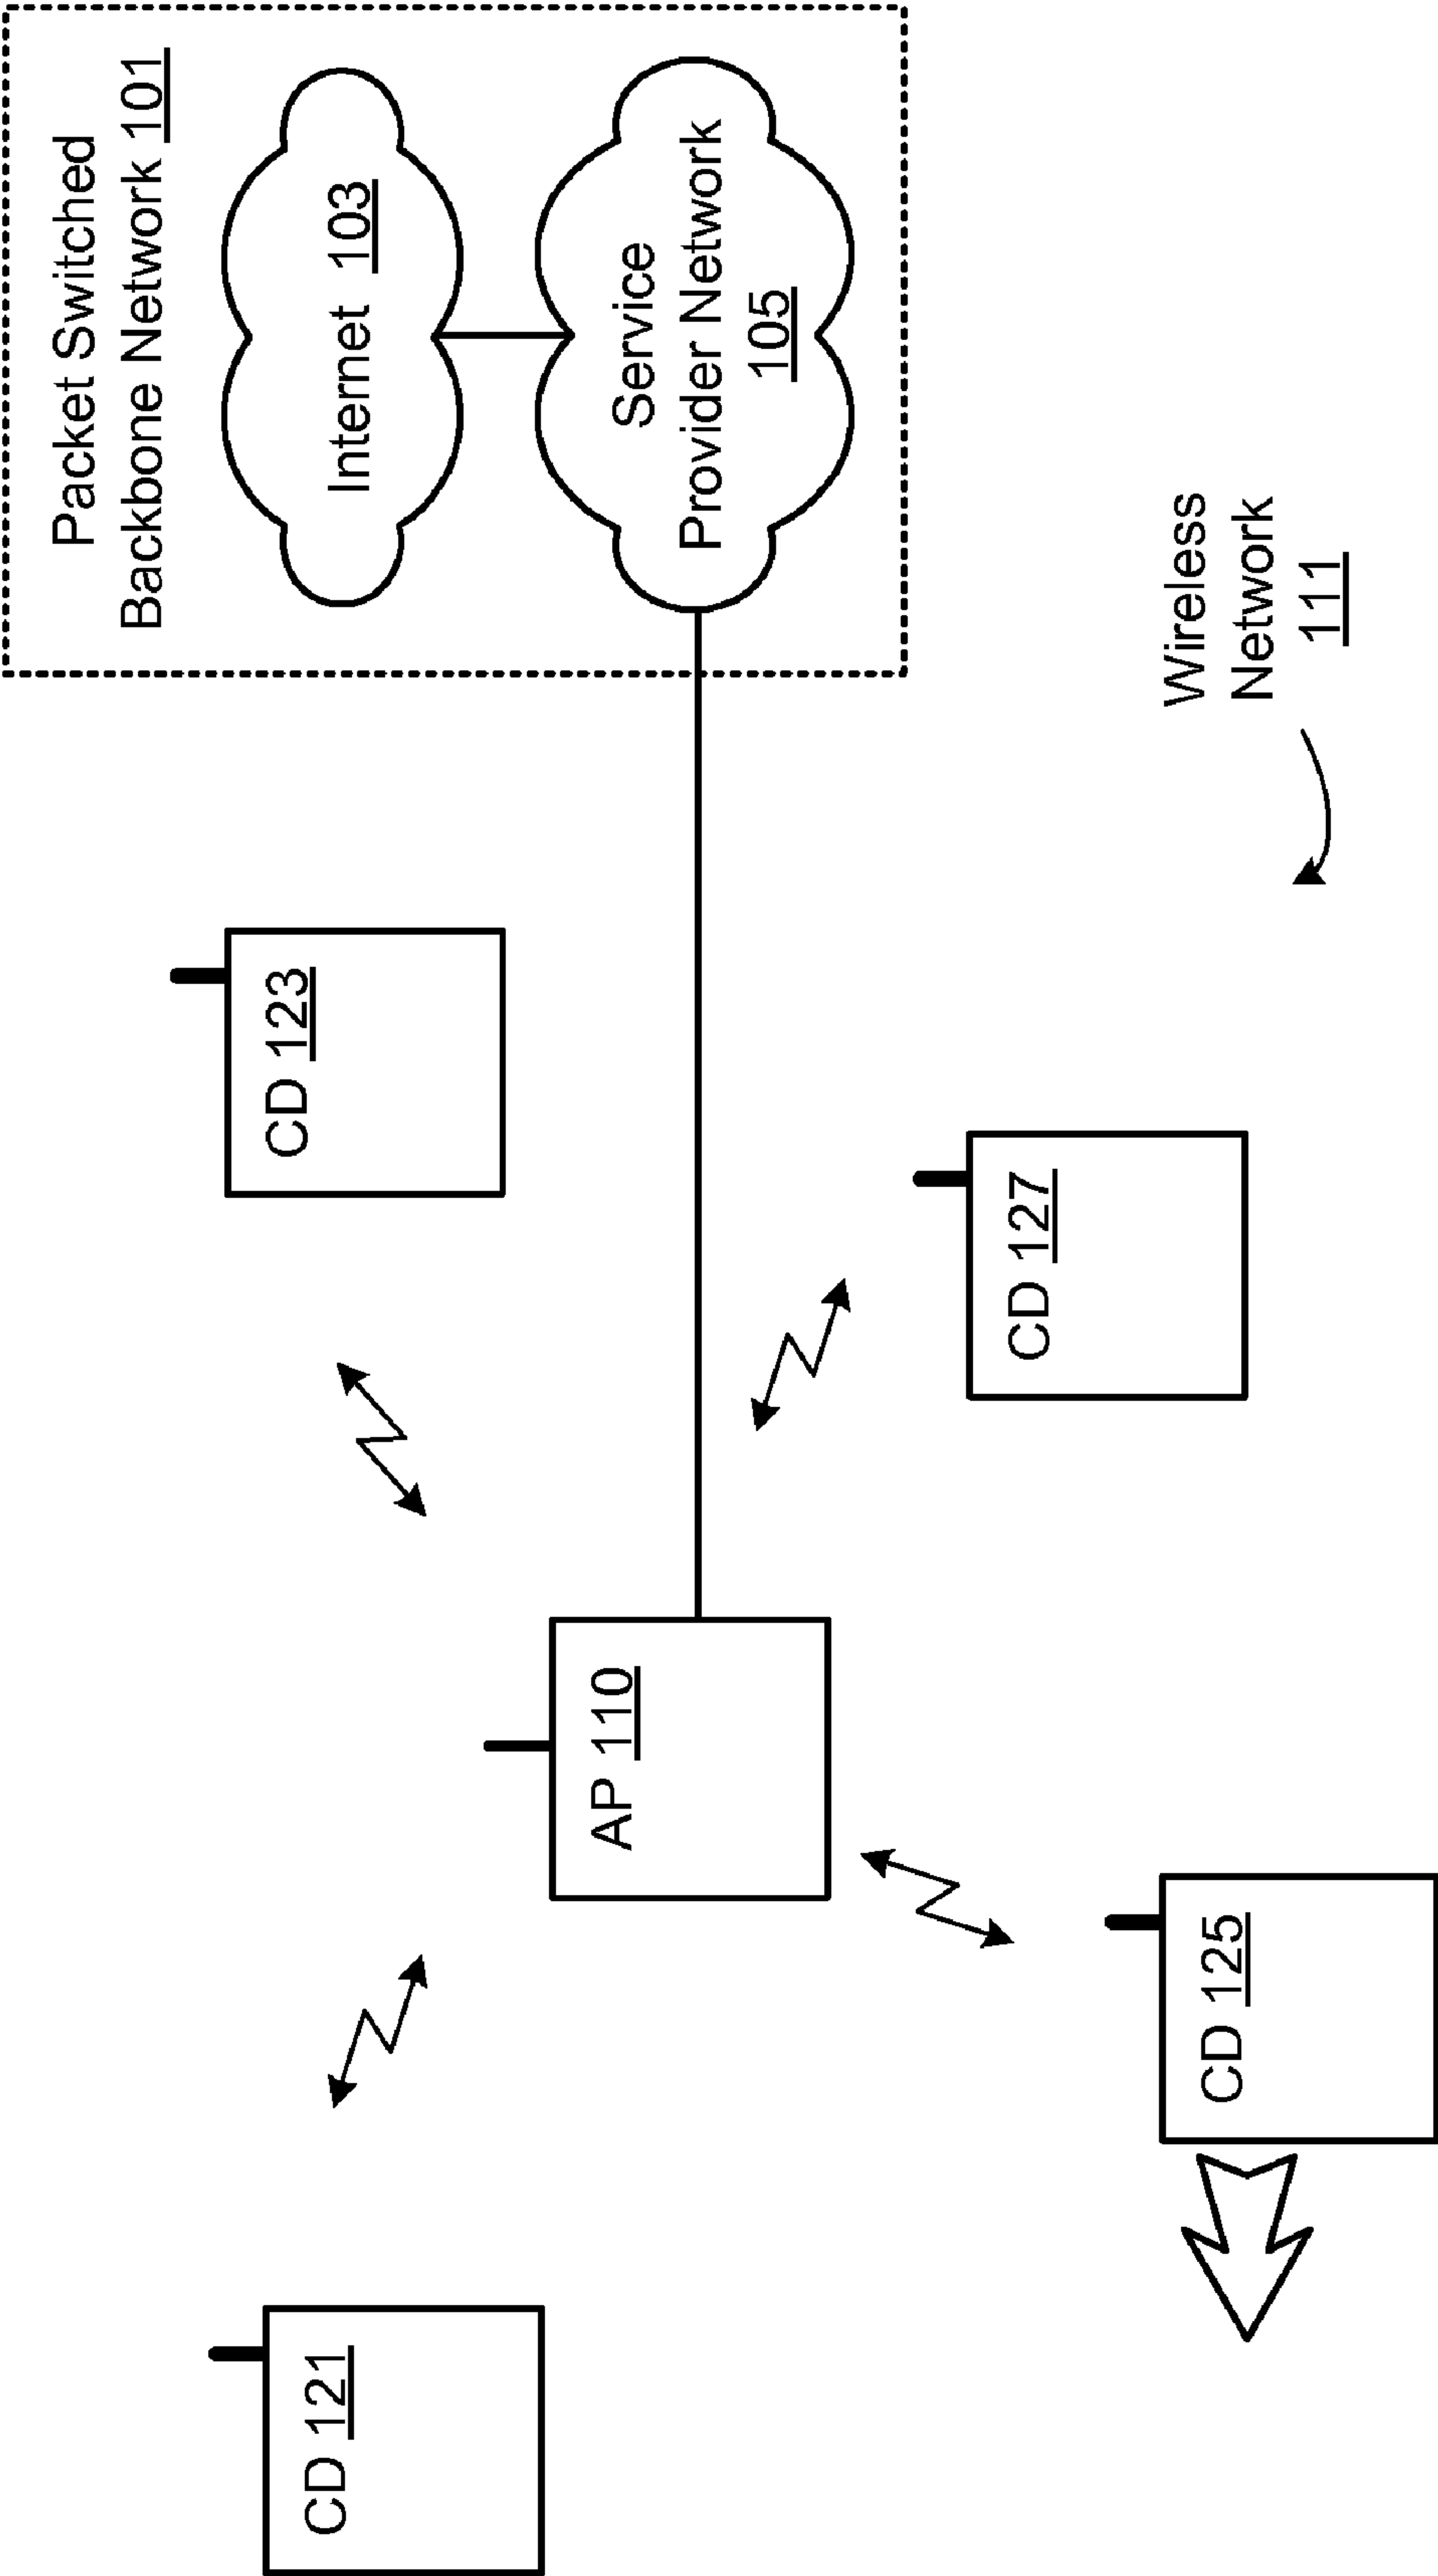 Packet Switched
Backbone Network 101
Internet 103
Service
Provider Network
105
CD 123
CD 121
AP 110
CD 127
CD 125
Wireless
Network
111